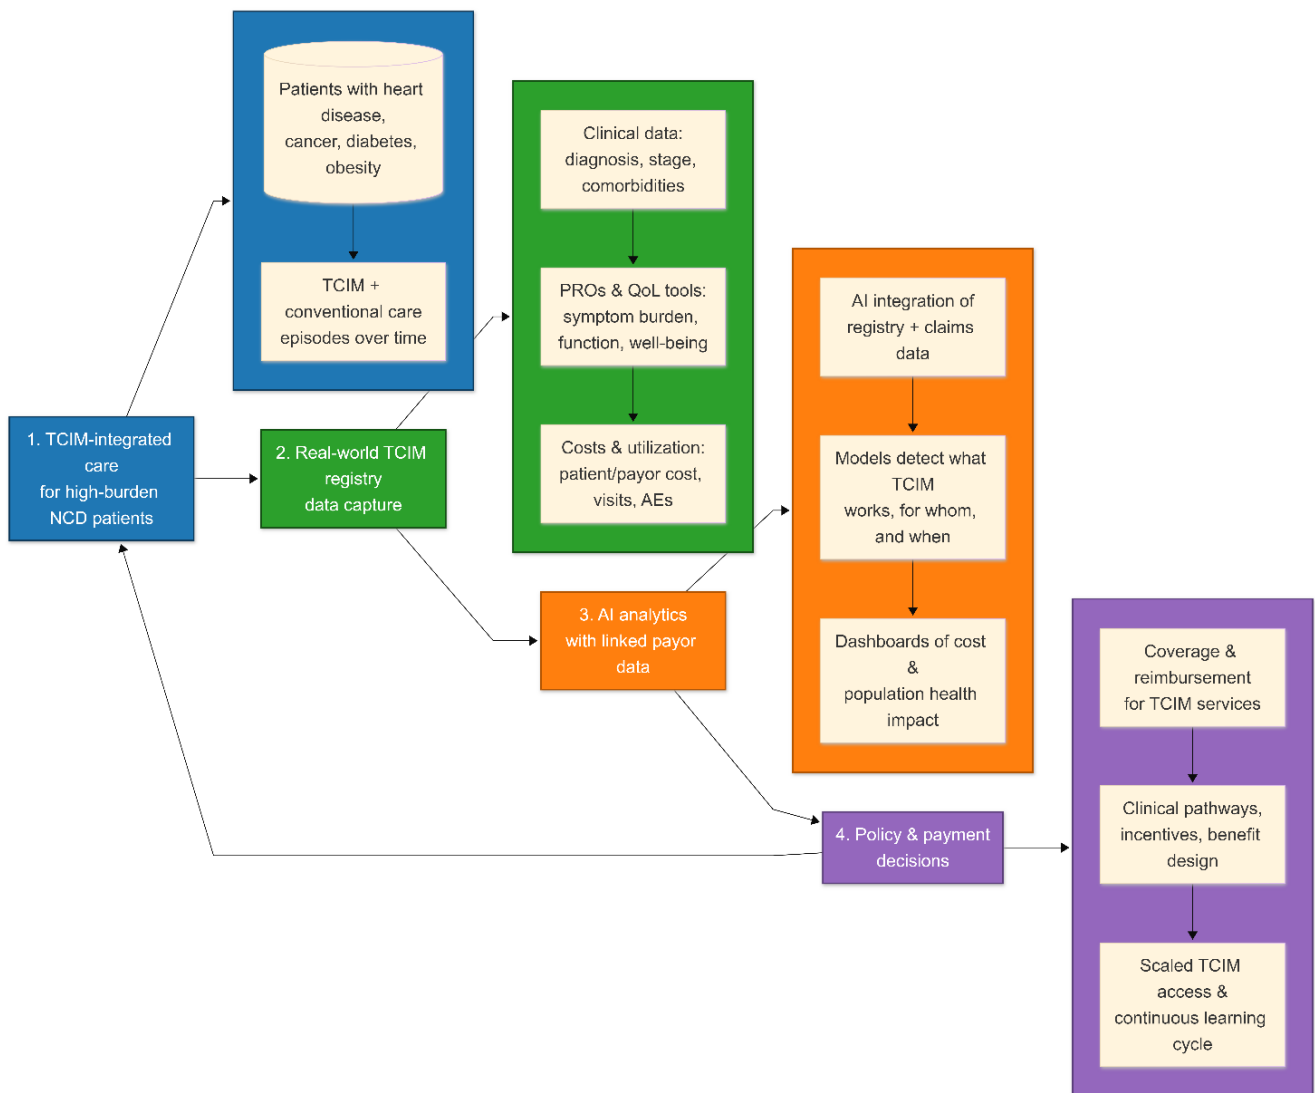 Patients with heart
disease,
cancer, diabetes,
obesity
TCIM +
conventional care
episodes over time
1. TCIM-integrated
care
for high-burden
NCD patients
2. Real-world TCIM
registry
data capture
Clinical data:
diagnosis, stage,
comorbidities
PROs & QoL tools:
symptom burden,
function, well-being
Costs & utilization:
patient/payor cost,
visits, AEs
3. AI analytics
with linked payor
data
AI integration of
registry + claims
data
Models detect what
TCIM
works, for whom,
and when
Dashboards of cost
&
population health
impact
4. Policy & payment
decisions
Coverage &
reimbursement
for TCIM services
Clinical pathways,
incentives, benefit
design
Scaled TCIM
access &
continuous learning
cycle